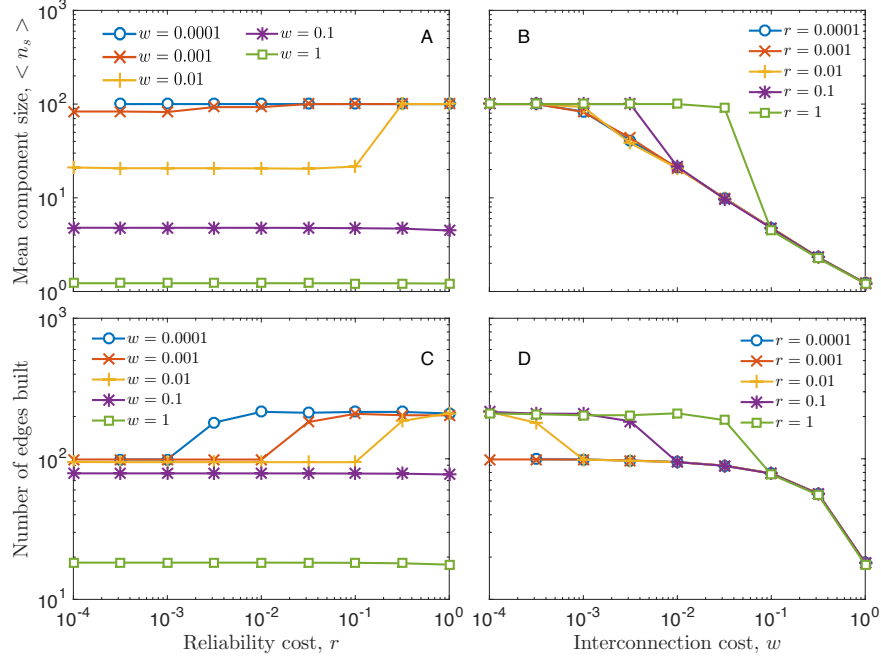 Mean component size, < n_s >
10^3
10^2
10^1
10^0
w = 0.0001
w = 0.001
w = 0.01
w = 0.1
w = 1
A
B
r = 0.0001
r = 0.001
r = 0.01
r = 0.1
r = 1
Number of edges built
10^3
10^2
10^1
w = 0.0001
w = 0.001
w = 0.01
w = 0.1
w = 1
C
D
r = 0.0001
r = 0.001
r = 0.01
r = 0.1
r = 1
10^-4 10^-3 10^-2 10^-1 10^0
10^-4 10^-3 10^-2 10^-1 10^0
Reliability cost, r
Interconnection cost, w